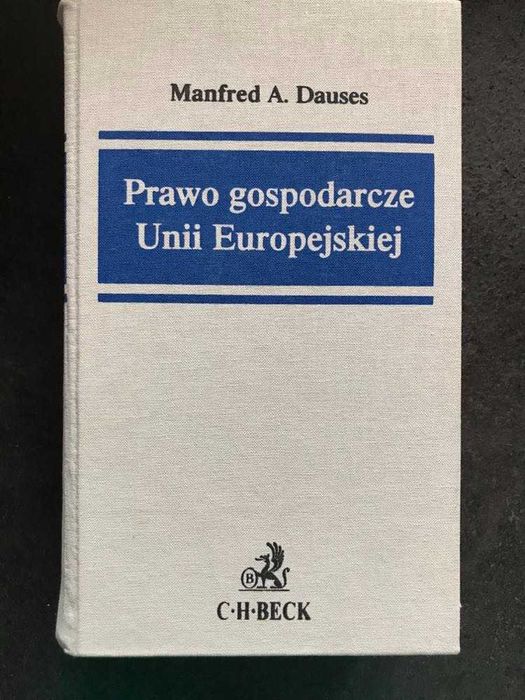 Manfred A. Dauses
Prawo gospodarcze
Unii Europejskiej
B
C·H·BECK